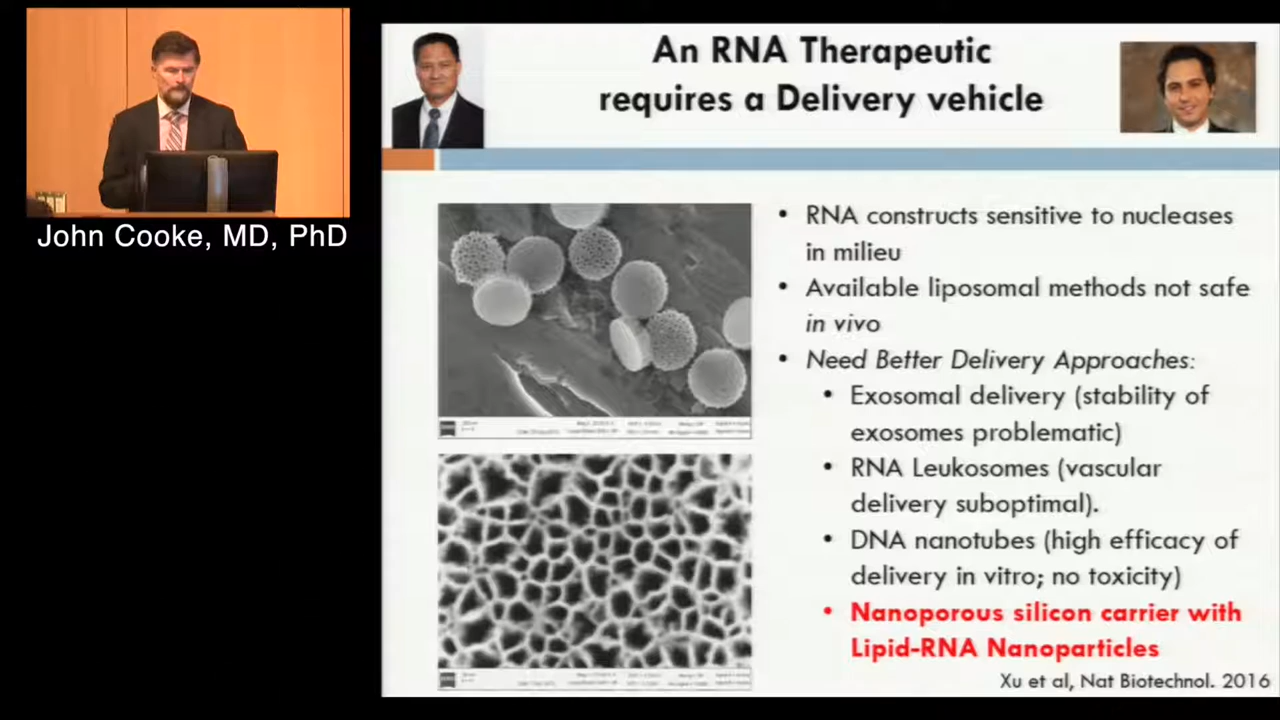 John Cooke, MD, PhD
An RNA Therapeutic
requires a Delivery vehicle
• RNA constructs sensitive to nucleases
in milieu
• Available liposomal methods not safe
in vivo
• Need Better Delivery Approaches:
• Exosomal delivery (stability of
exosomes problematic)
• RNA Leukosomes (vascular
delivery suboptimal).
• DNA nanotubes (high efficacy of
delivery in vitro; no toxicity)
• Nanoporous silicon carrier with
Lipid-RNA Nanoparticles
Xu et al, Nat Biotechnol. 2016